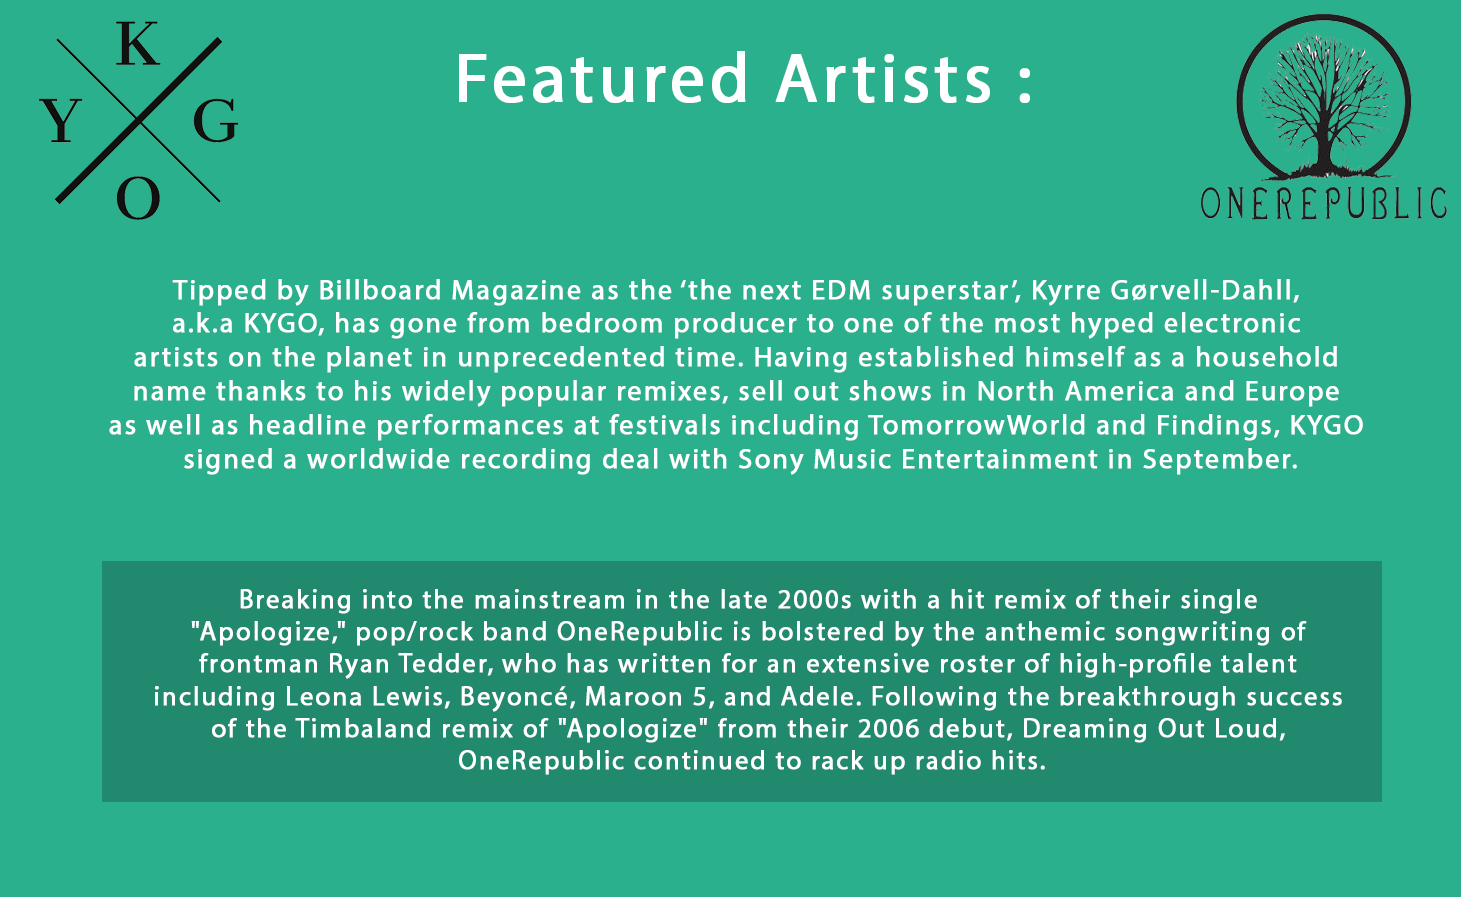 K
Y G
O
Featured Artists :
ONEREPUBLIC
Tipped by Billboard Magazine as the ‘the next EDM superstar’, Kyrre Gørvell-Dahll,
a.k.a KYGO, has gone from bedroom producer to one of the most hyped electronic
artists on the planet in unprecedented time. Having established himself as a household
name thanks to his widely popular remixes, sell out shows in North America and Europe
as well as headline performances at festivals including TomorrowWorld and Findings, KYGO
signed a worldwide recording deal with Sony Music Entertainment in September.
Breaking into the mainstream in the late 2000s with a hit remix of their single
"Apologize," pop/rock band OneRepublic is bolstered by the anthemic songwriting of
frontman Ryan Tedder, who has written for an extensive roster of high-profile talent
including Leona Lewis, Beyoncé, Maroon 5, and Adele. Following the breakthrough success
of the Timbaland remix of "Apologize" from their 2006 debut, Dreaming Out Loud,
OneRepublic continued to rack up radio hits.